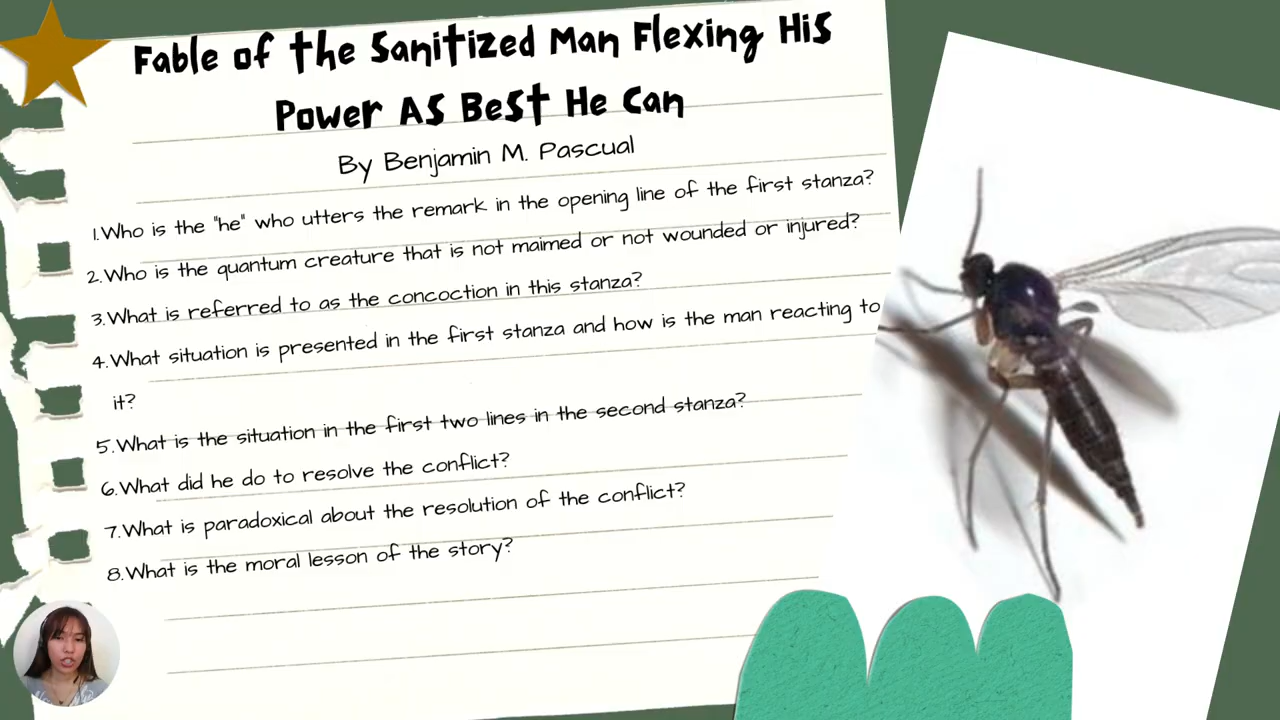 Fable of the Sanitized Man Flexing His
Power As Best He Can
By Benjamin M. Pascual
1.Who is the "he" who utters the remark in the opening line of the first stanza?
2.Who is the quantum creature that is not maimed or not wounded or injured?
3.What is referred to as the concoction in this stanza?
4.What situation is presented in the first stanza and how is the man reacting to
it?
5.What is the situation in the first two lines in the second stanza?
6.What did he do to resolve the conflict?
7.What is paradoxical about the resolution of the conflict?
8.What is the moral lesson of the story?